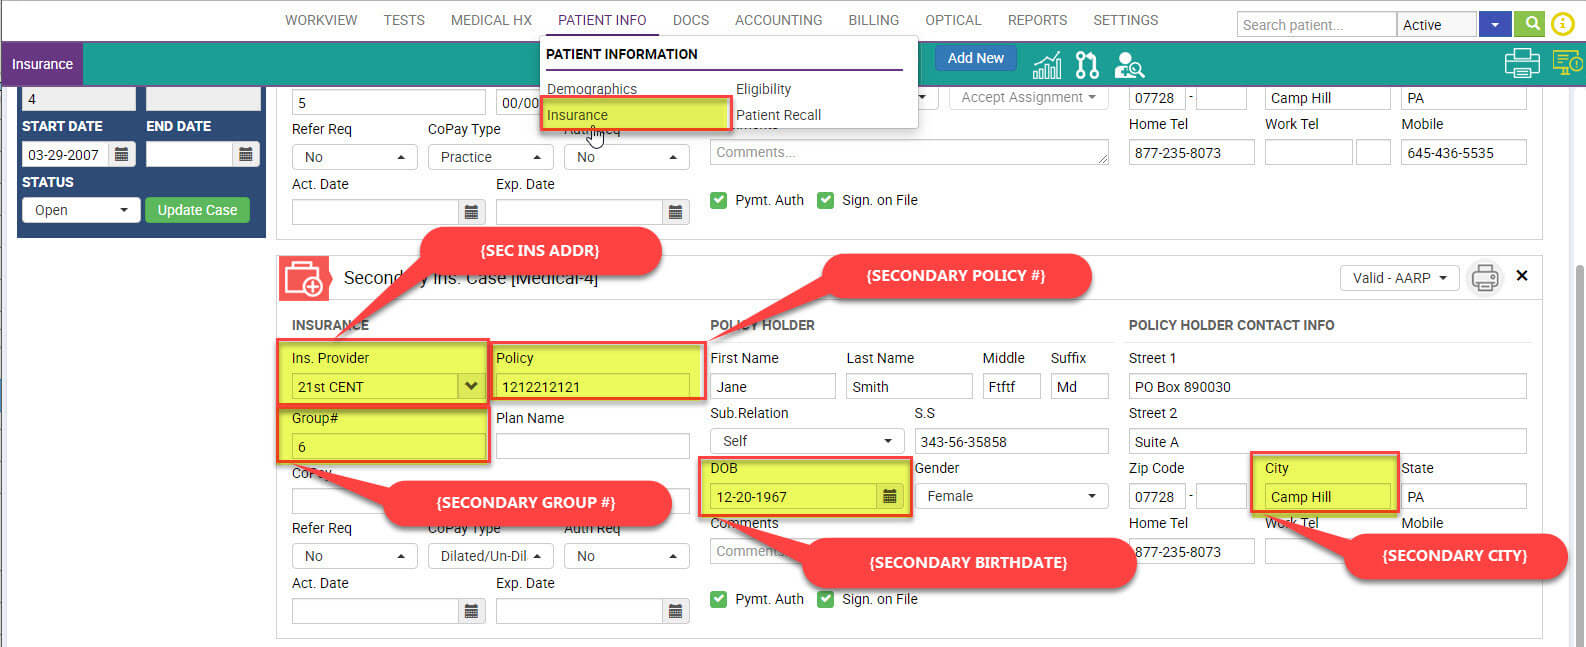 WORKVIEW TESTS MEDICAL HX PATIENT INFO DOCS ACCOUNTING BILLING OPTICAL REPORTS SETTINGS Search patient... Active
Insurance
PATIENT INFORMATION
Add New
Demographics Eligibility
Insurance Patient Recall
4
START DATE END DATE
03-29-2007
STATUS
Open Update Case
5 00/00 Accept Assignment 07728 - Camp Hill PA
Refer Req CoPay Type Auth Req Home Tel Work Tel Mobile
No Practice No Comments... 877-235-8073 645-436-5535
Act. Date Exp. Date
Pymt. Auth Sign. on File
{SEC INS ADDR}
{SECONDARY POLICY #}
Secondary Ins. Case [Medical-4] Valid - AARP
INSURANCE POLICY HOLDER POLICY HOLDER CONTACT INFO
Ins. Provider Policy First Name Last Name Middle Suffix Street 1
21st CENT 1212212121 Jane Smith Ftftf Md PO Box 890030
Group# Plan Name Sub.Relation S.S Street 2
6 Self 343-56-35858 Suite A
CoPay DOB Gender Zip Code City State
12-20-1967 Female 07728 - Camp Hill PA
{SECONDARY GROUP #}
Refer Req CoPay Type Auth Req Comments Home Tel Work Tel Mobile
No Dilated/Un-Dil No Comments 877-235-8073
{SECONDARY BIRTHDATE}
{SECONDARY CITY}
Act. Date Exp. Date
Pymt. Auth Sign. on File